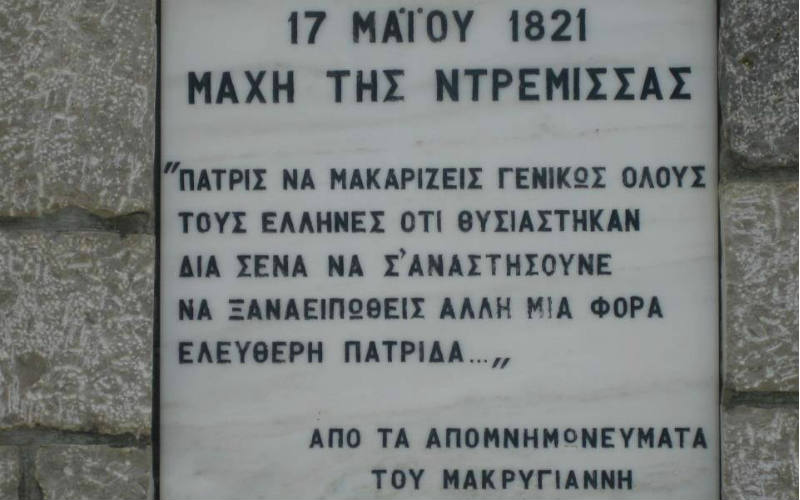 17 ΜΑΪΟΥ 1821
ΜΑΧΗ ΤΗΣ ΝΤΡΕΜΙΣΣΑΣ
"ΠΑΤΡΙΣ ΝΑ ΜΑΚΑΡΙΖΕΙΣ ΓΕΝΙΚΩΣ ΟΛΟΥΣ
ΤΟΥΣ ΕΛΛΗΝΕΣ ΟΤΙ ΘΥΣΙΑΣΤΗΚΑΝ
ΔΙΑ ΣΕΝΑ ΝΑ Σ'ΑΝΑΣΤΗΣΟΥΝΕ
ΝΑ ΞΑΝΑΕΙΠΩΘΕΙΣ ΑΛΛΗ ΜΙΑ ΦΟΡΑ
ΕΛΕΥΘΕΡΗ ΠΑΤΡΙΔΑ...„
ΑΠΟ ΤΑ ΑΠΟΜΝΗΜΩΝΕΥΜΑΤΑ
ΤΟΥ ΜΑΚΡΥΓΙΑΝΝΗ